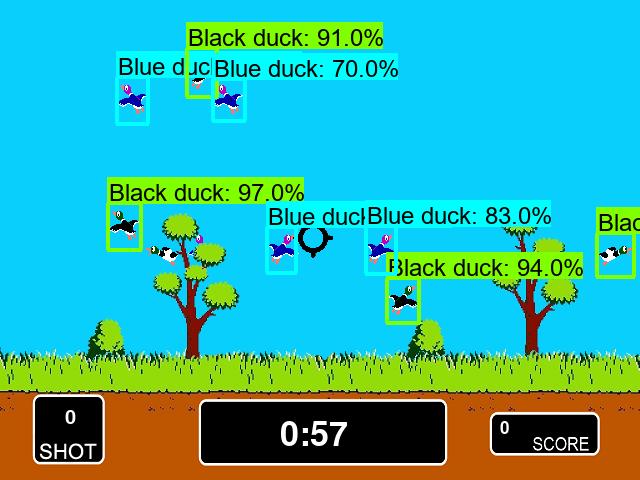 Black duck: 91.0%
Blue duc
Blue duck: 70.0%
Black duck: 97.0%
Blue duck
Blue duck: 83.0%
Blac
Black duck: 94.0%
0
SHOT
0:57
0
SCORE